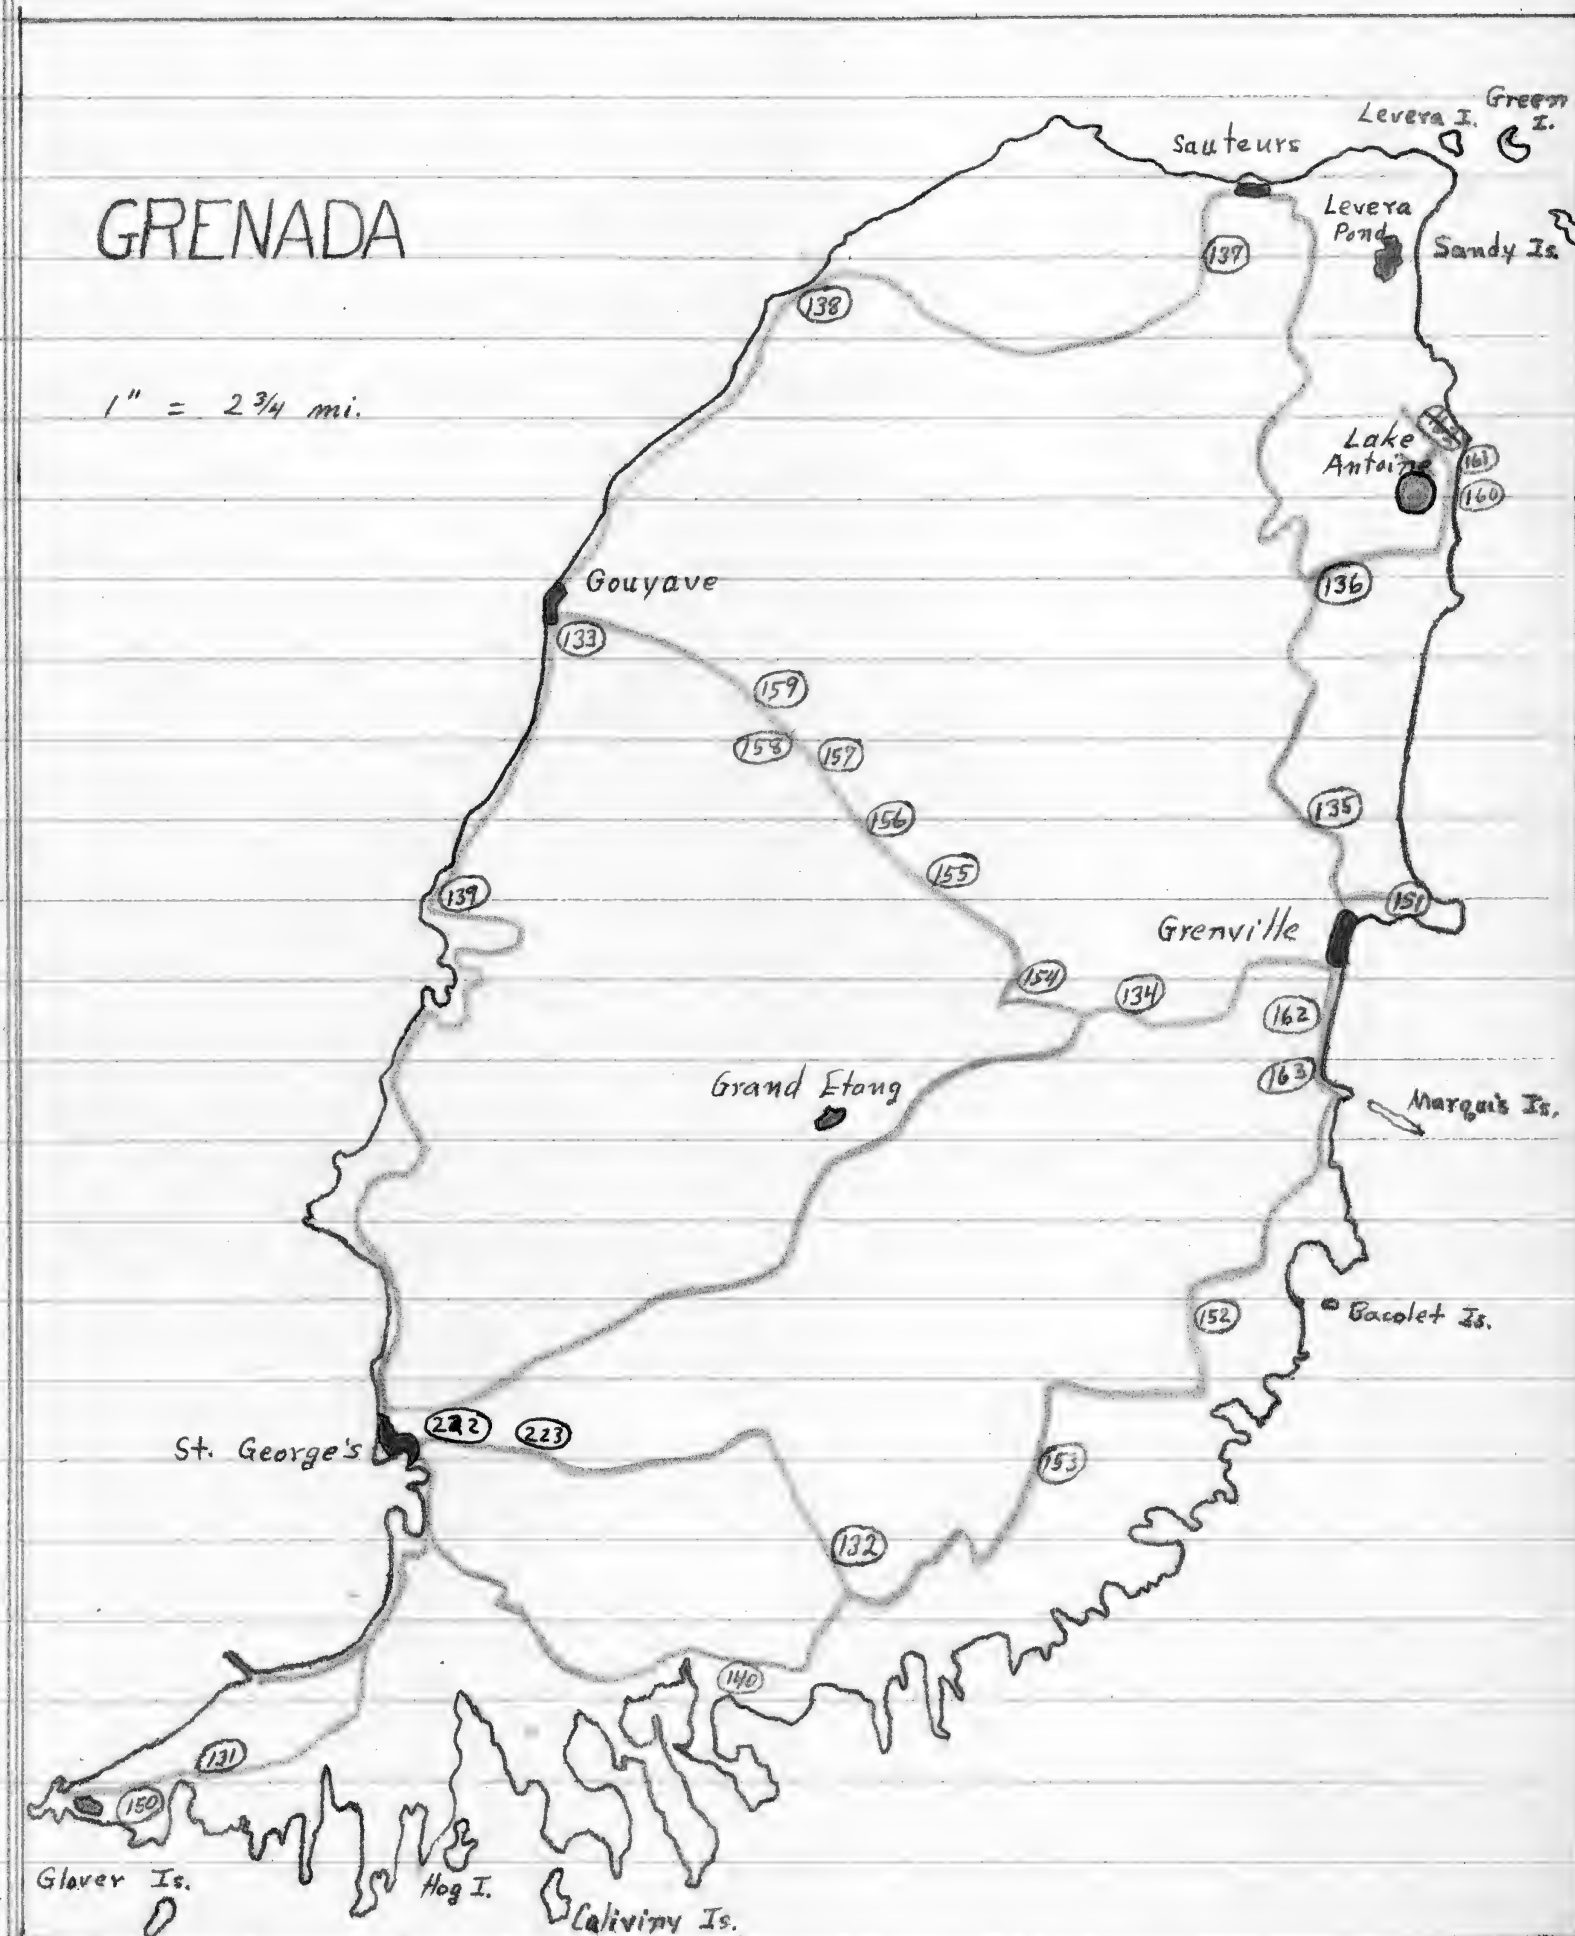 Levera I.
Green
I.
Sauteurs
GRENADA
Levera
Pond
Sandy Is.
137
138
1" = 2 3/4 mi.
Lake
Antoine
161
160
Gouyave
136
133
159
158
157
156
135
155
139
151
Grenville
154
134
162
163
Grand Etang
Marquis Is.
152
Bacolet Is.
222
223
St. George's
153
132
140
131
150
Glover Is.
Hog I.
Caliviny Is.